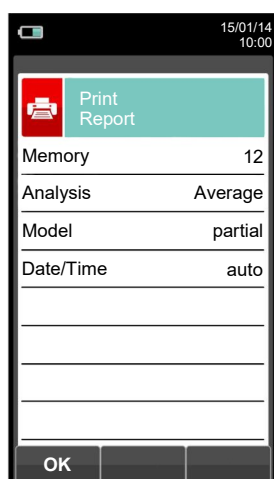 15/01/14
10:00
Print
Report
Memory 12
Analysis Average
Model partial
Date/Time auto
OK